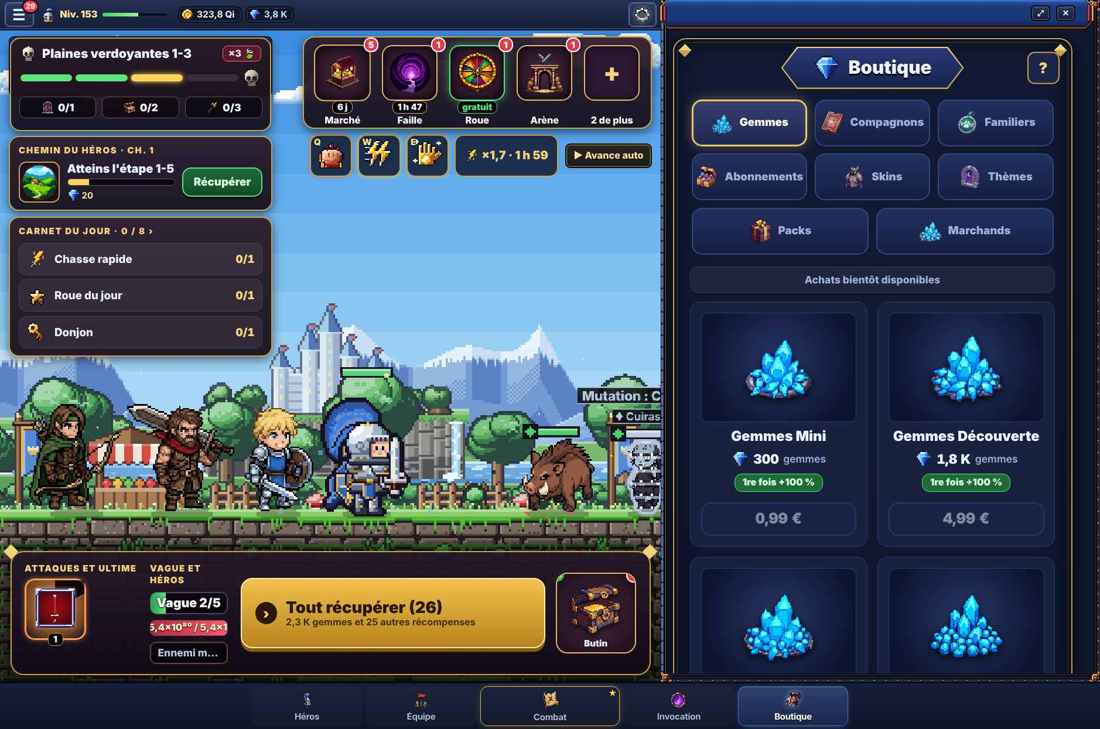 29
Niv. 153
323,8 Qi
3,8 K
Plaines verdoyantes 1-3
×3
0/1
0/2
0/3
CHEMIN DU HÉROS · CH. 1
Atteins l'étape 1-5
20
Récupérer
CARNET DU JOUR · 0 / 8 ›
Chasse rapide
0/1
Roue du jour
0/1
Donjon
0/1
5
1
1
1
6 j
1 h 47
gratuit
+
Marché
Faille
Roue
Arène
2 de plus
Q
W
E
×1,7 · 1 h 59
Avance auto
Mutation : C
Cuiras
ATTAQUES ET ULTIME
1
VAGUE ET
HÉROS
Vague 2/5
Ennemi m...
Tout récupérer (26)
2,3 K gemmes et 25 autres récompenses
Butin
Héros
Équipe
Combat
Invocation
Boutique
Boutique
?
Gemmes
Compagnons
Familiers
Abonnements
Skins
Thèmes
Packs
Marchands
Achats bientôt disponibles
Gemmes Mini
300 gemmes
1re fois +100 %
0,99 €
Gemmes Découverte
1,8 K gemmes
1re fois +100 %
4,99 €